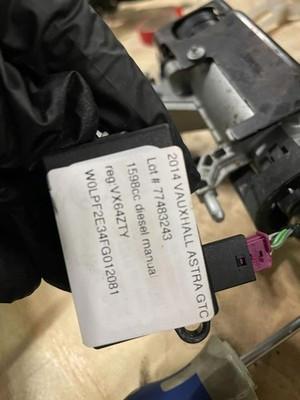 2014 VAUXHALL ASTRA GTC
Lot # 77483243
1598cc diesel manual
reg:VX64ZTY
W0LPF2E34FG012081